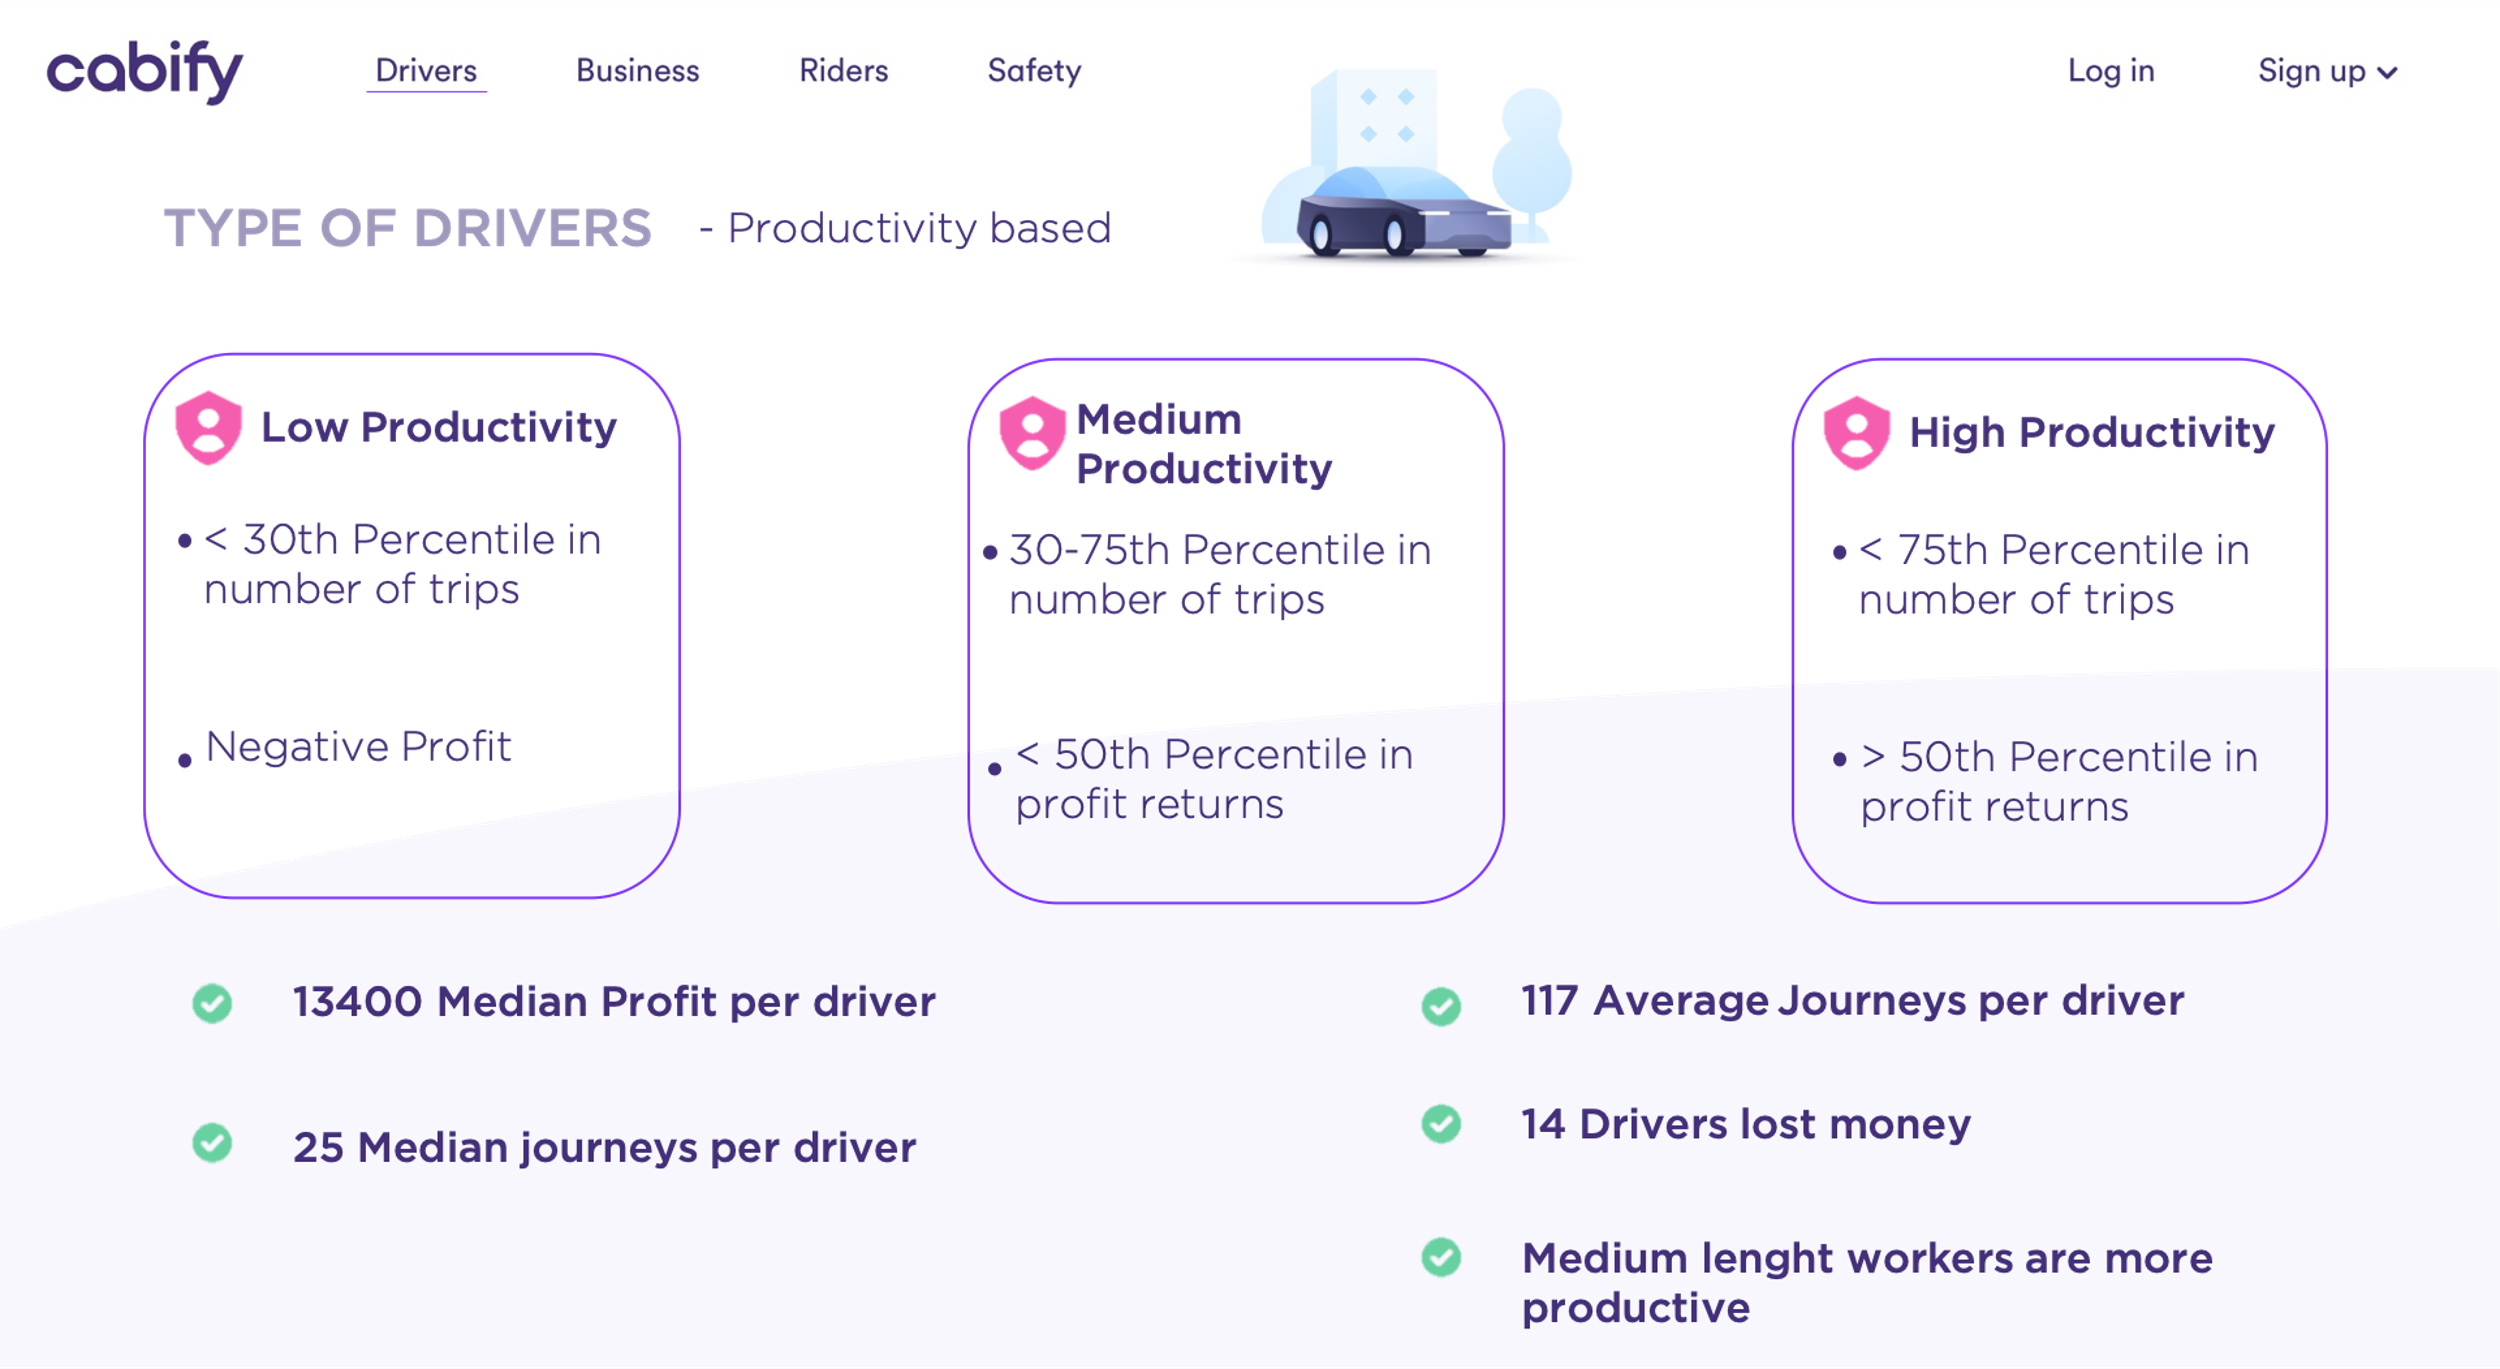 cabify
Drivers
Business
Riders
Safety
Log in
Sign up
TYPE OF DRIVERS - Productivity based
Low Productivity
• < 30th Percentile in
number of trips
• Negative Profit
Medium
Productivity
• 30-75th Percentile in
number of trips
• < 50th Percentile in
profit returns
High Productivity
• < 75th Percentile in
number of trips
• > 50th Percentile in
profit returns
13400 Median Profit per driver
25 Median journeys per driver
117 Average Journeys per driver
14 Drivers lost money
Medium lenght workers are more
productive